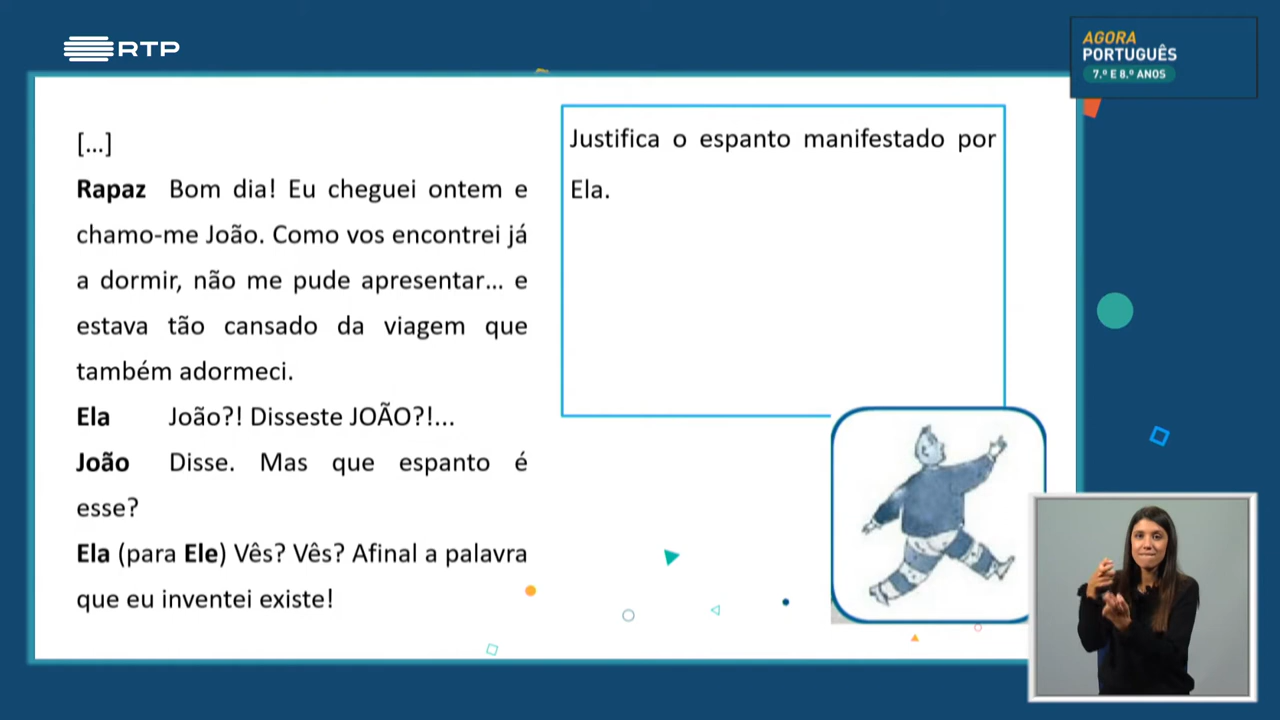 RTP
AGORA
PORTUGUÊS
7.º E 8.º ANOS
[...]
Rapaz Bom dia! Eu cheguei ontem e
chamo-me João. Como vos encontrei já
a dormir, não me pude apresentar... e
estava tão cansado da viagem que
também adormeci.
Ela João?! Disseste JOÃO?!...
João Disse. Mas que espanto é
esse?
Ela (para Ele) Vês? Vês? Afinal a palavra
que eu inventei existe!
Justifica o espanto manifestado por
Ela.